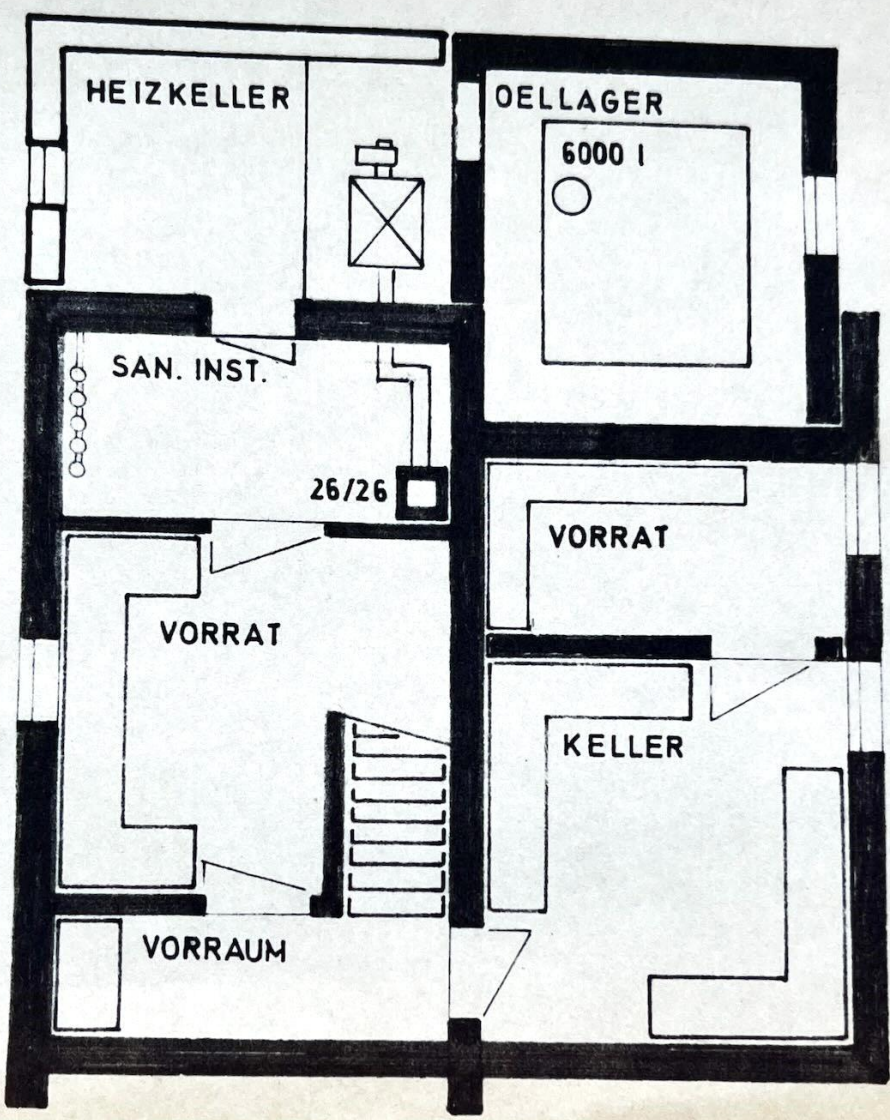 HEIZKELLER
OELLAGER
6000 l
SAN. INST.
26/26
VORRAT
VORRAT
KELLER
VORRAUM